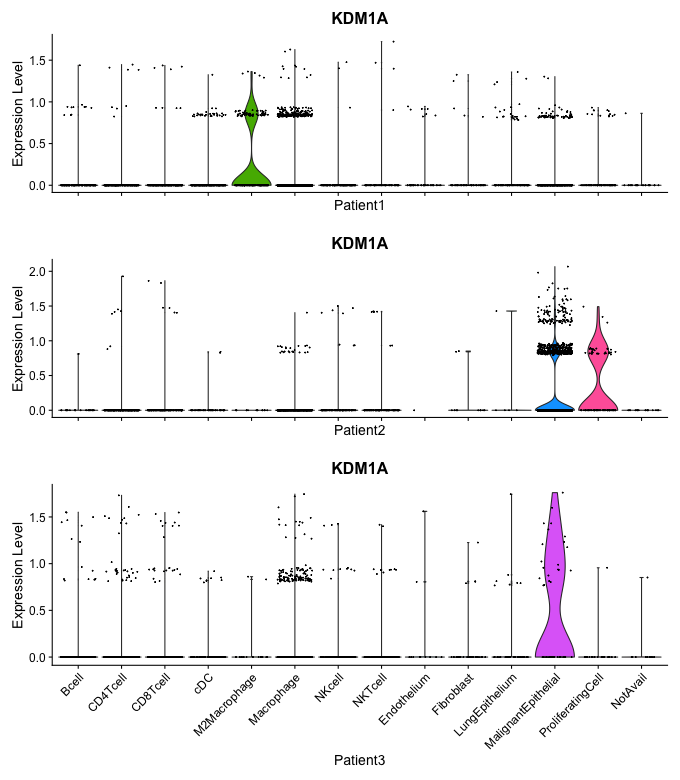 KDM1A
Expression Level
1.5
1.0
0.5
0.0
Patient1
KDM1A
Expression Level
2.0
1.5
1.0
0.5
0.0
Patient2
KDM1A
Expression Level
1.5
1.0
0.5
0.0
Bcell
CD4Tcell
CD8Tcell
cDC
M2Macrophage
Macrophage
NKcell
NKTcell
Endothelium
Fibroblast
LungEpithelium
MalignantEpithelial
ProliferatingCell
NotAvail
Patient3